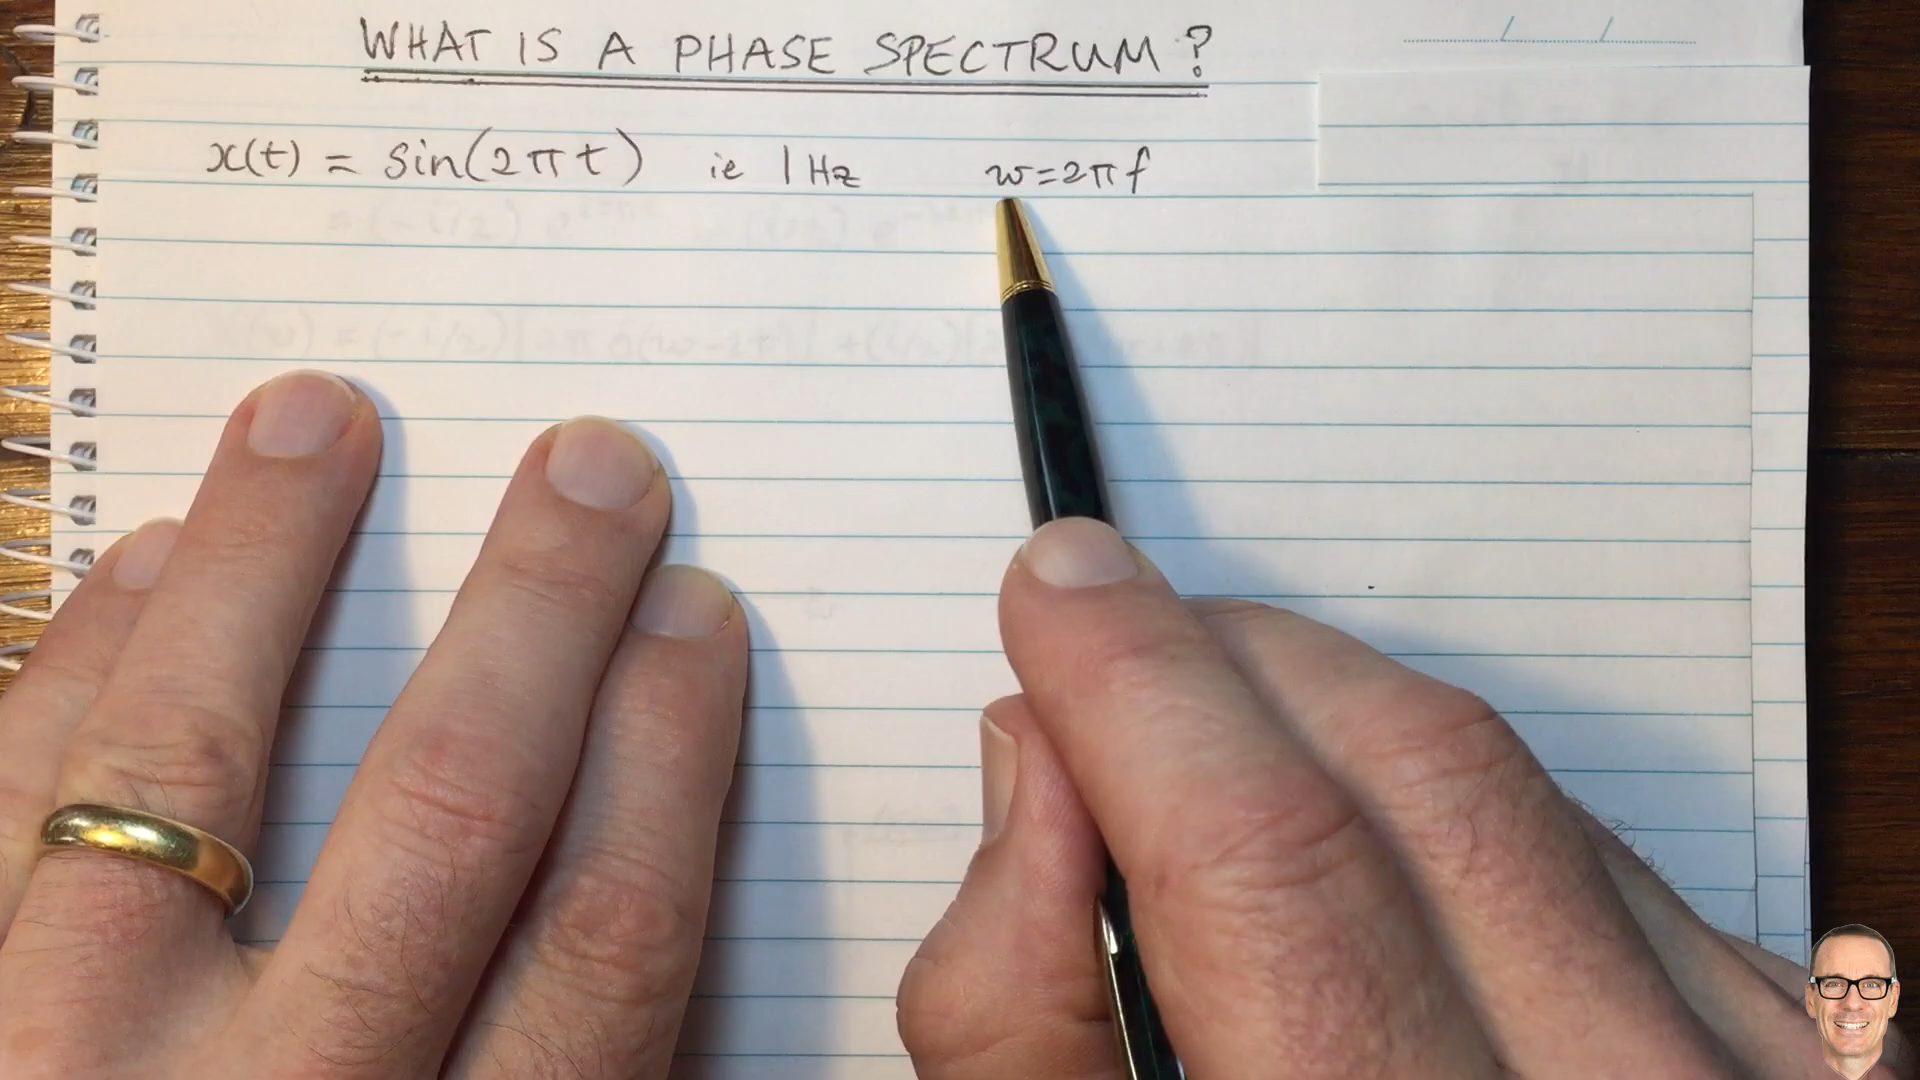 WHAT IS A PHASE SPECTRUM?
x(t) = sin(2πt) ie 1 Hz w=2πf